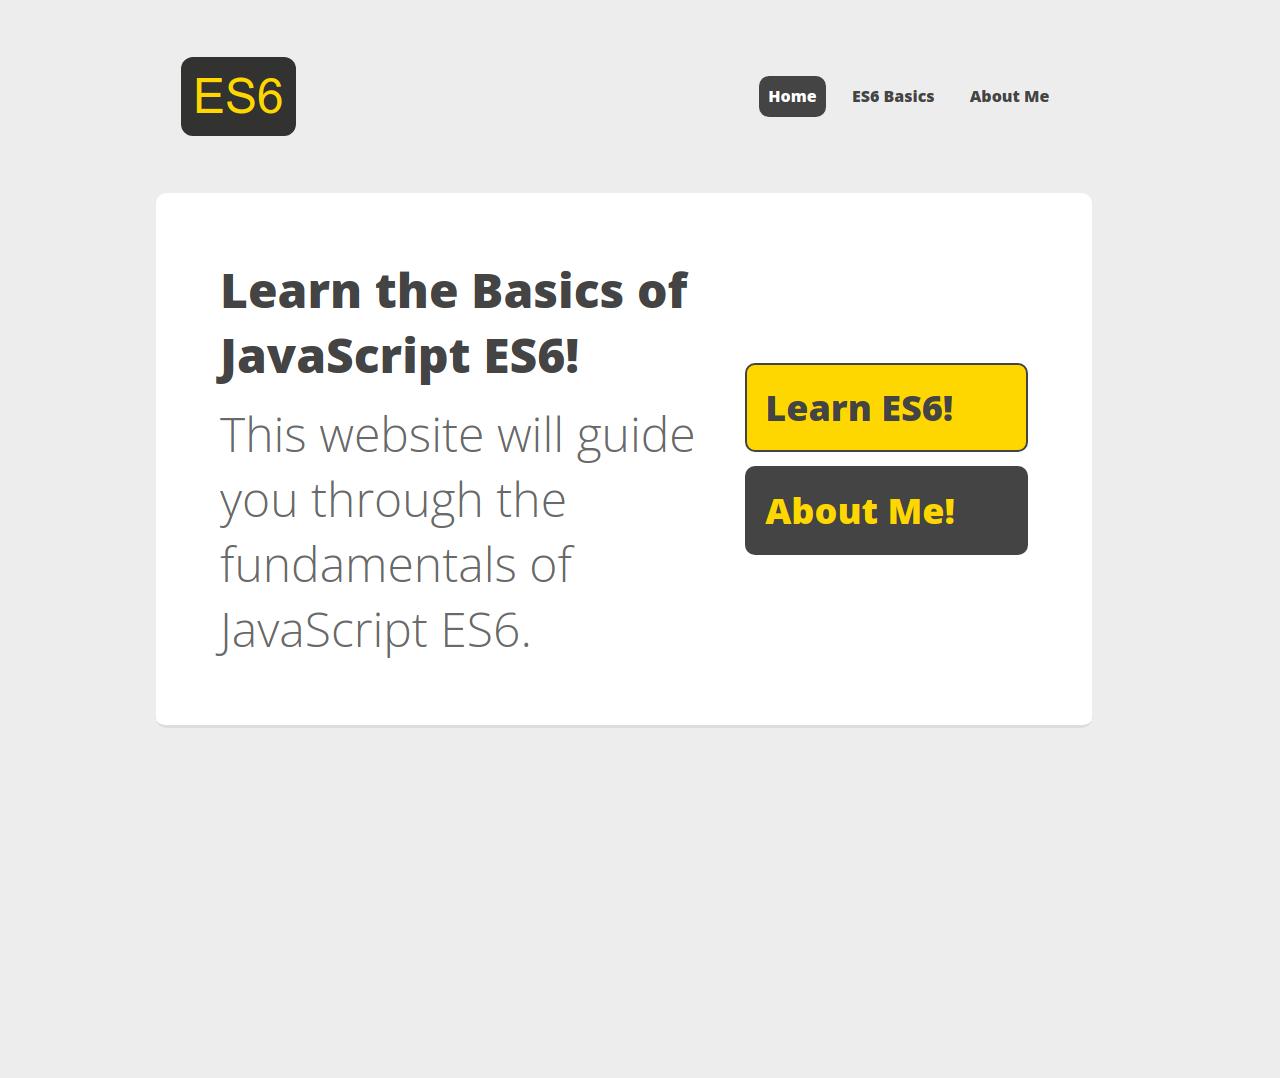 ES6
Home ES6 Basics About Me
Learn the Basics of
JavaScript ES6!
This website will guide
you through the
fundamentals of
JavaScript ES6.
Learn ES6!
About Me!